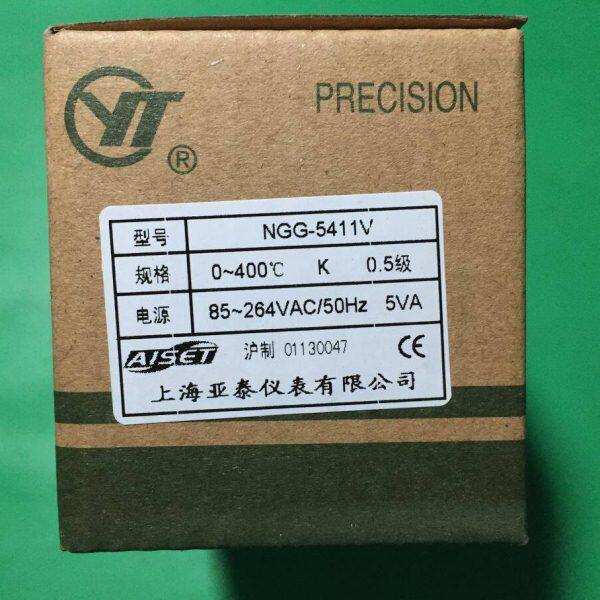 YT ®
PRECISION
型号 NGG-5411V
规格 0~400℃ K 0.5级
电源 85~264VAC/50Hz 5VA
AISET 沪制 01130047 CE
上海亚泰仪表有限公司